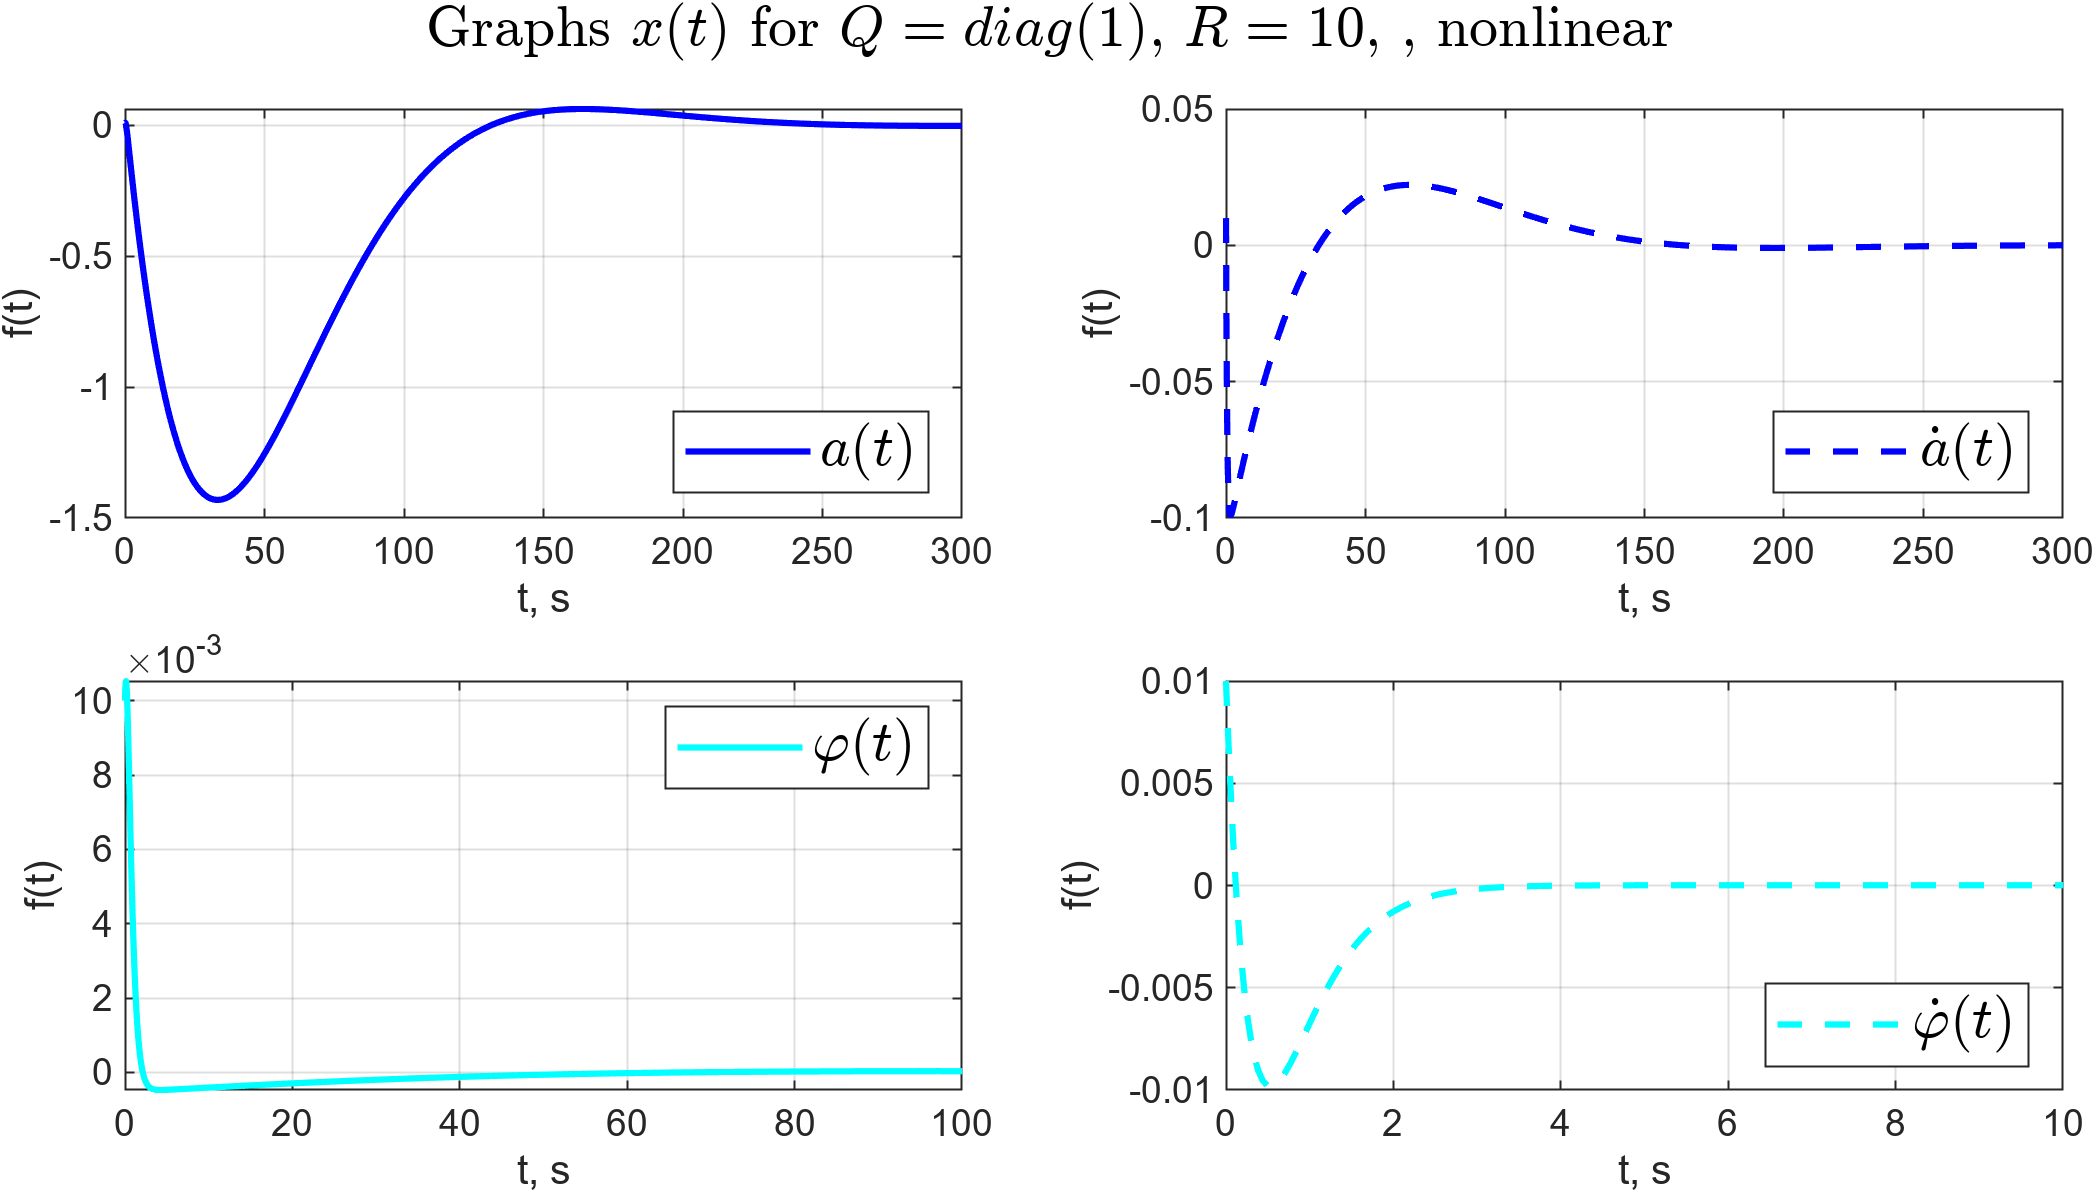 Graphs x(t) for Q = diag(1), R = 10, , nonlinear
0
-0.5
-1
-1.5
f(t)
0 50 100 150 200 250 300
t, s
a(t)
0.05
0
-0.05
-0.1
f(t)
0 50 100 150 200 250 300
t, s
ȧ(t)
×10⁻³
10
8
6
4
2
0
f(t)
0 20 40 60 80 100
t, s
φ(t)
0.01
0.005
0
-0.005
-0.01
f(t)
0 2 4 6 8 10
t, s
φ̇(t)